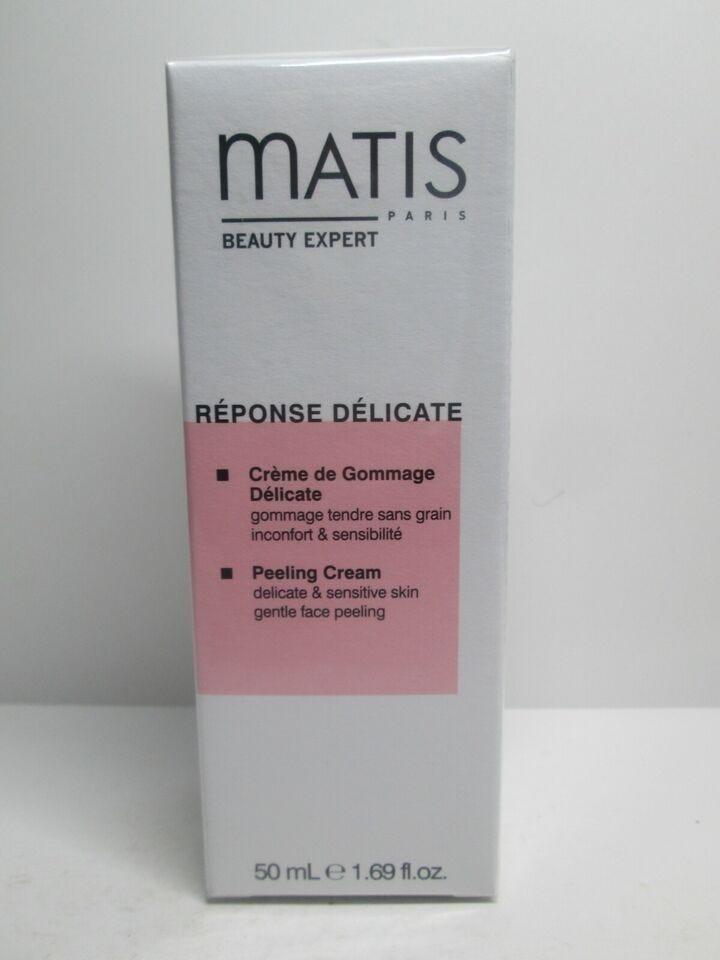 mATIS
PARIS
BEAUTY EXPERT
RÉPONSE DÉLICATE
■ Crème de Gommage
Délicate
gommage tendre sans grain
inconfort & sensibilité
■ Peeling Cream
delicate & sensitive skin
gentle face peeling
50 mL ℮ 1.69 fl.oz.